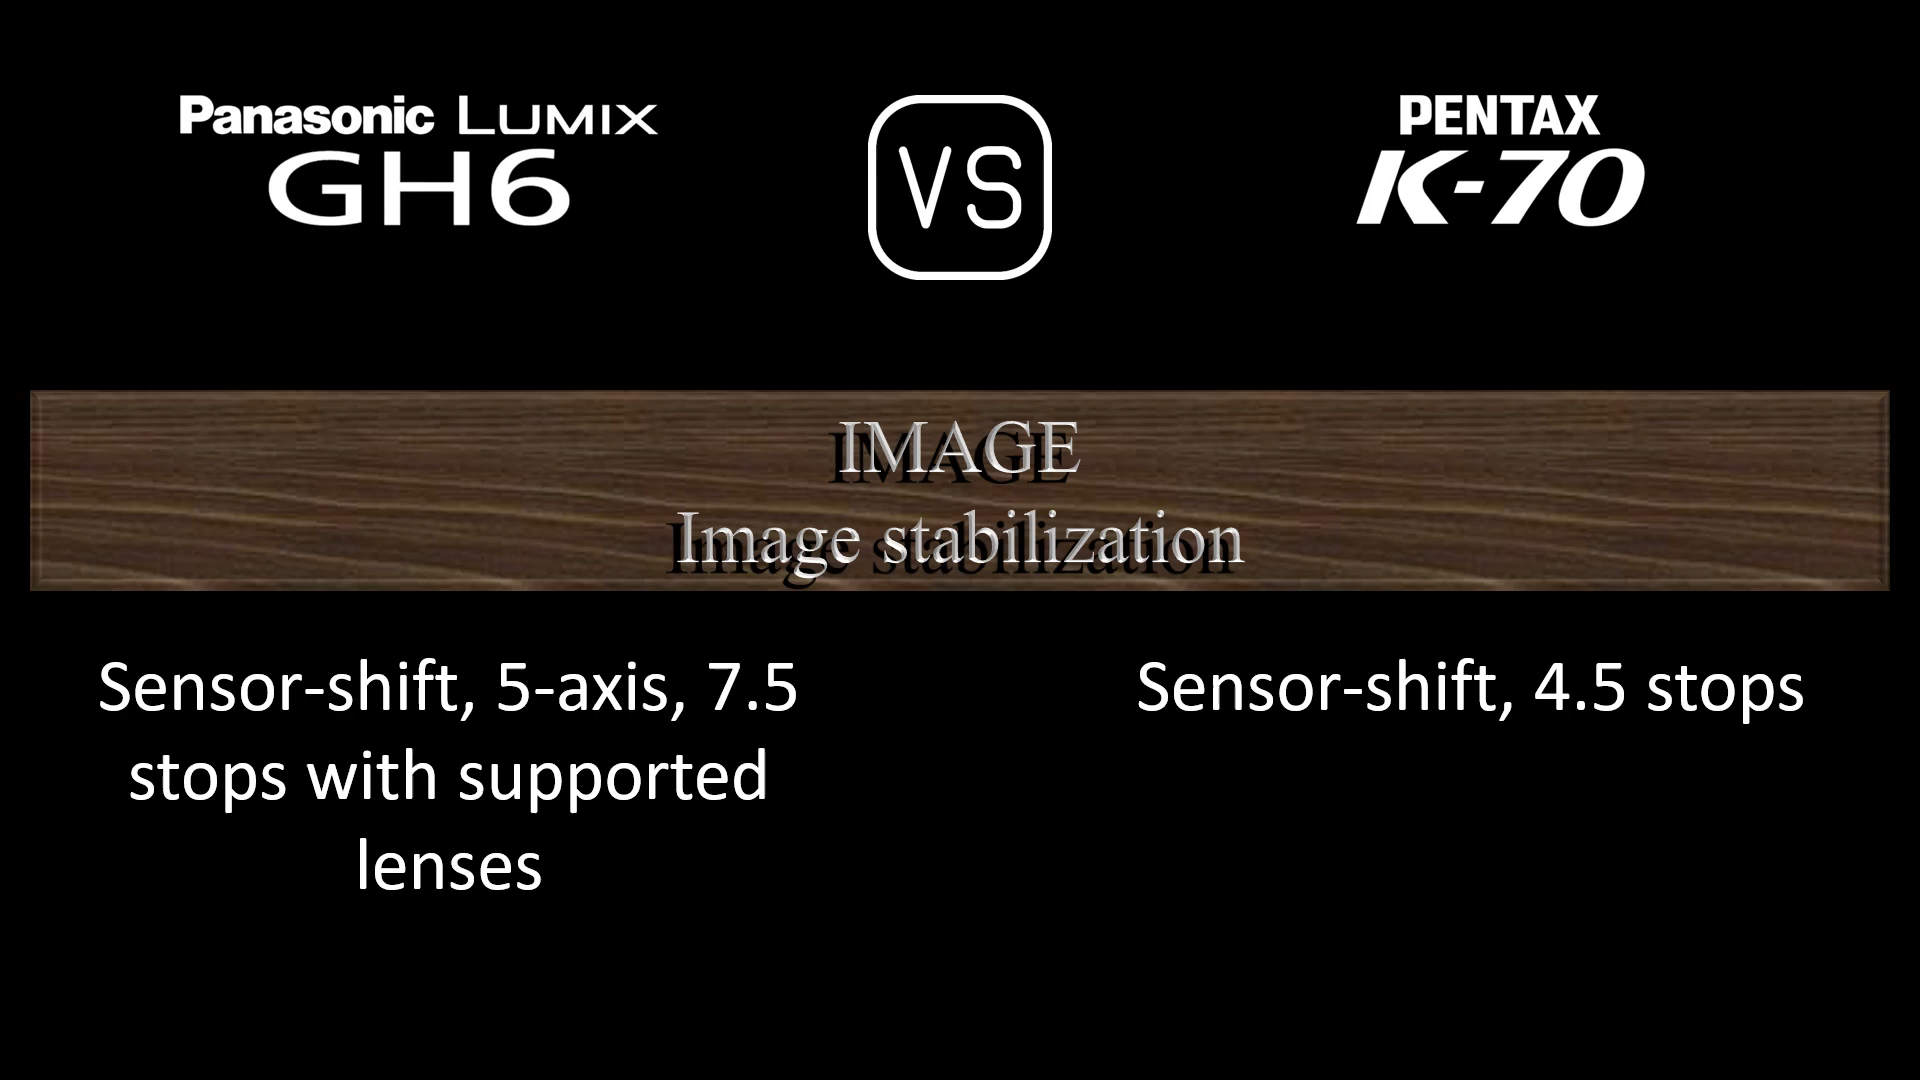 Panasonic LUMIX
GH6
VS
PENTAX
K-70
IMAGE
Image stabilization
Sensor-shift, 5-axis, 7.5
stops with supported
lenses
Sensor-shift, 4.5 stops